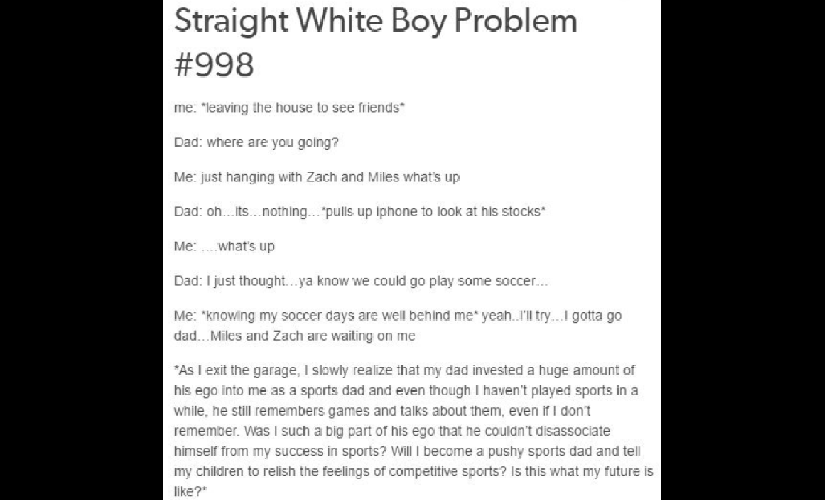 Straight White Boy Problem
#998
me: *leaving the house to see friends*
Dad: where are you going?
Me: just hanging with Zach and Miles what's up
Dad: oh...its...nothing...*pulls up iphone to look at his stocks*
Me: ....what's up
Dad: I just thought...ya know we could go play some soccer...
Me: *knowing my soccer days are well behind me* yeah..I'll try...I gotta go
dad...Miles and Zach are waiting on me
*As I exit the garage, I slowly realize that my dad invested a huge amount of
his ego into me as a sports dad and even though I haven't played sports in a
while, he still remembers games and talks about them, even if I don't
remember. Was I such a big part of his ego that he couldn't disassociate
himself from my success in sports? Will I become a pushy sports dad and tell
my children to relish the feelings of competitive sports? Is this what my future is
like?*